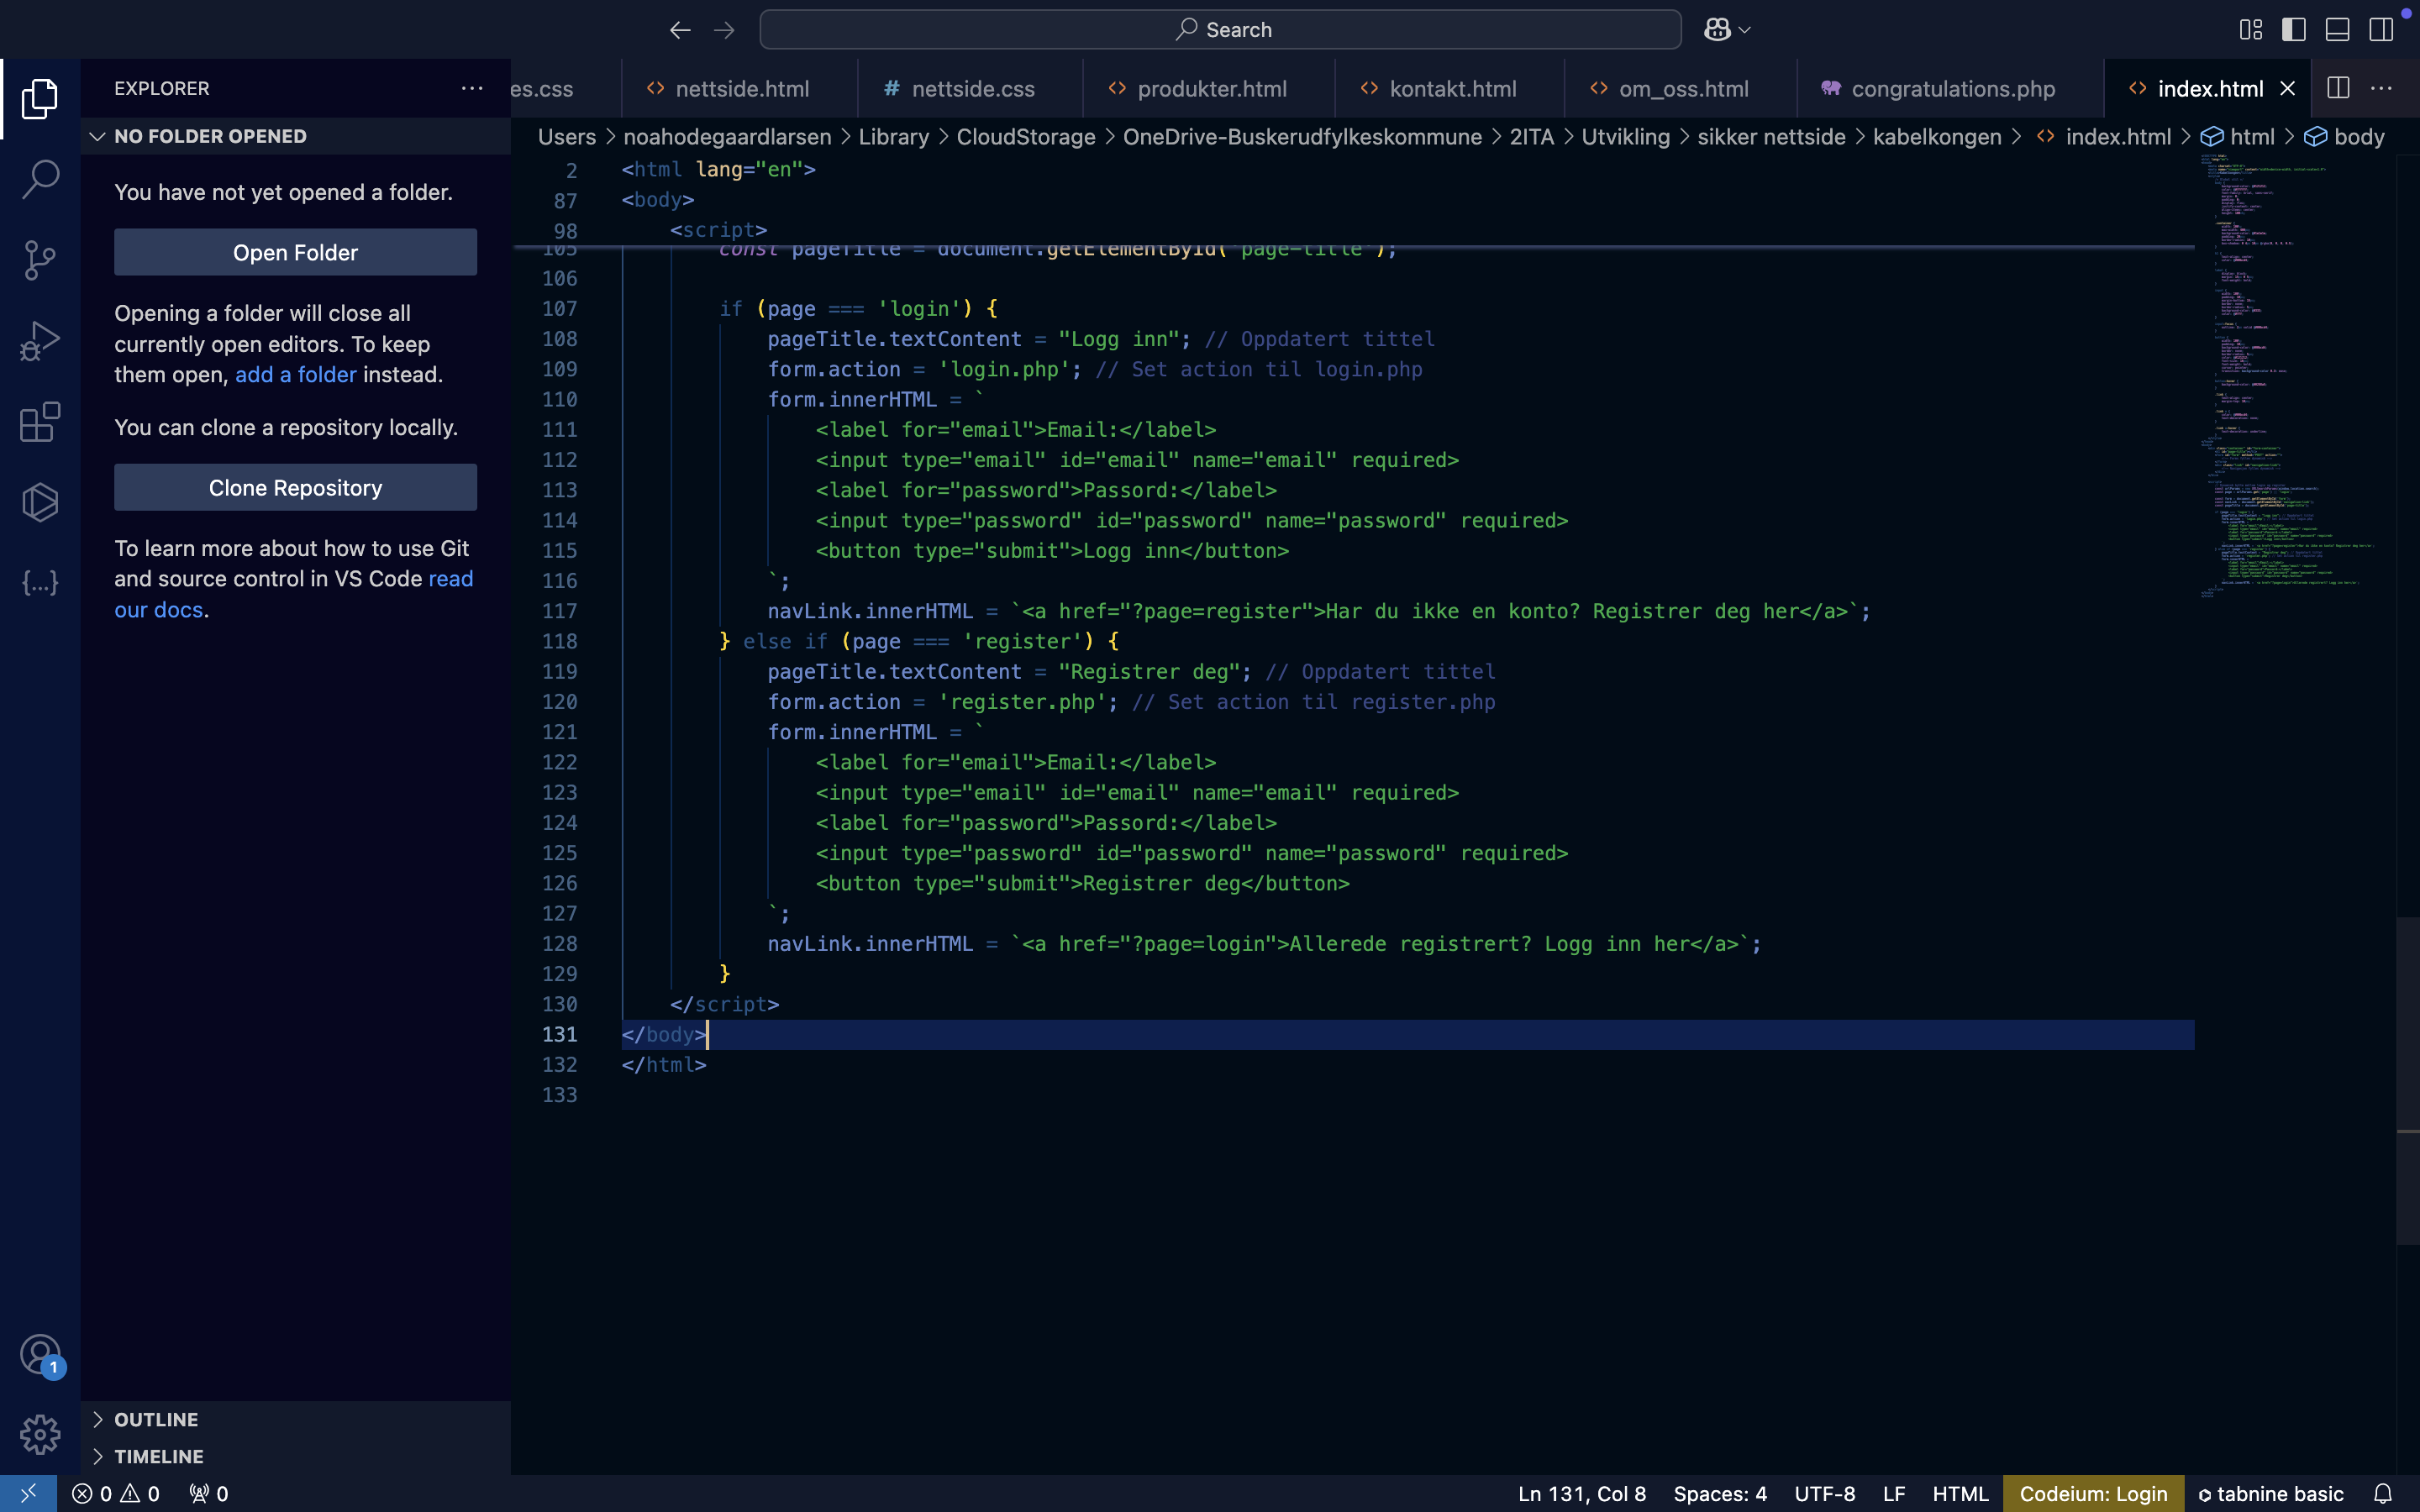 Search
EXPLORER
NO FOLDER OPENED
You have not yet opened a folder.
Open Folder
Opening a folder will close all
currently open editors. To keep
them open, add a folder instead.
You can clone a repository locally.
Clone Repository
To learn more about how to use Git
and source control in VS Code read
our docs.
1
OUTLINE
TIMELINE
es.css
nettside.html
# nettside.css
produkter.html
kontakt.html
om_oss.html
congratulations.php
index.html
Users > noahodegaardlarsen > Library > CloudStorage > OneDrive-Buskerudfylkeskommune > 2ITA > Utvikling > sikker nettside > kabelkongen > index.html > html > body
2 <html lang="en">
87 <body>
98 <script>
105 const pageTitle = document.getElementById('page-title');
106
107 if (page === 'login') {
108 pageTitle.textContent = "Logg inn"; // Oppdatert tittel
109 form.action = 'login.php'; // Set action til login.php
110 form.innerHTML = `
111 <label for="email">Email:</label>
112 <input type="email" id="email" name="email" required>
113 <label for="password">Passord:</label>
114 <input type="password" id="password" name="password" required>
115 <button type="submit">Logg inn</button>
116 `;
117 navLink.innerHTML = `<a href="?page=register">Har du ikke en konto? Registrer deg her</a>`;
118 } else if (page === 'register') {
119 pageTitle.textContent = "Registrer deg"; // Oppdatert tittel
120 form.action = 'register.php'; // Set action til register.php
121 form.innerHTML = `
122 <label for="email">Email:</label>
123 <input type="email" id="email" name="email" required>
124 <label for="password">Passord:</label>
125 <input type="password" id="password" name="password" required>
126 <button type="submit">Registrer deg</button>
127 `;
128 navLink.innerHTML = `<a href="?page=login">Allerede registrert? Logg inn her</a>`;
129 }
130 </script>
131 </body>
132 </html>
133
0 0 0
Ln 131, Col 8 Spaces: 4 UTF-8 LF HTML Codeium: Login tabnine basic